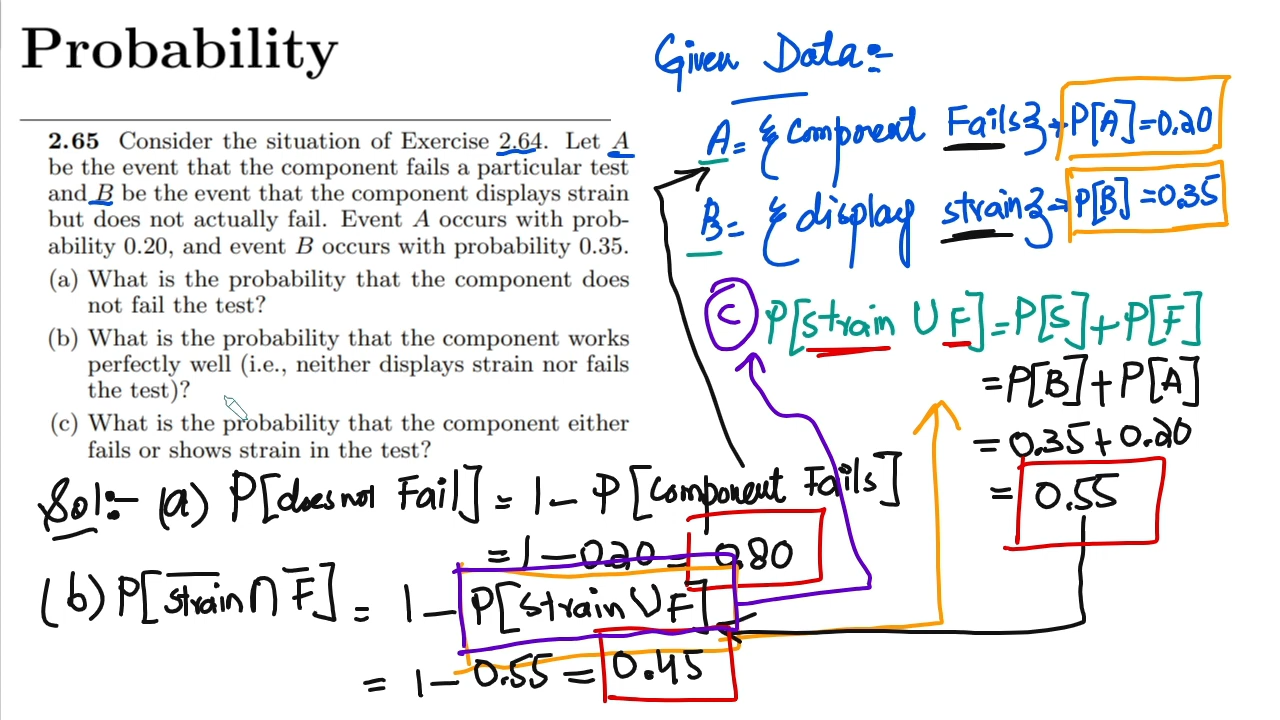 Probability
2.65 Consider the situation of Exercise 2.64. Let A
be the event that the component fails a particular test
and B be the event that the component displays strain
but does not actually fail. Event A occurs with prob-
ability 0.20, and event B occurs with probability 0.35.
(a) What is the probability that the component does
not fail the test?
(b) What is the probability that the component works
perfectly well (i.e., neither displays strain nor fails
the test)?
(c) What is the probability that the component either
fails or shows strain in the test?
Given Data:-
A = {Component Fails} → P[A]=0.20
B = {display strain} → P[B]=0.35
(C) P[strain ∪ F] = P[S] + P[F]
= P[B] + P[A]
= 0.35 + 0.20
= 0.55
Sol:- (a) P[does not Fail] = 1 - P[Component Fails]
= 1 - 0.20 = 0.80
(b) P[s̅t̅r̅a̅i̅n̅ ∩ F̅] = 1 - P[strain ∪ F]
= 1 - 0.55 = 0.45